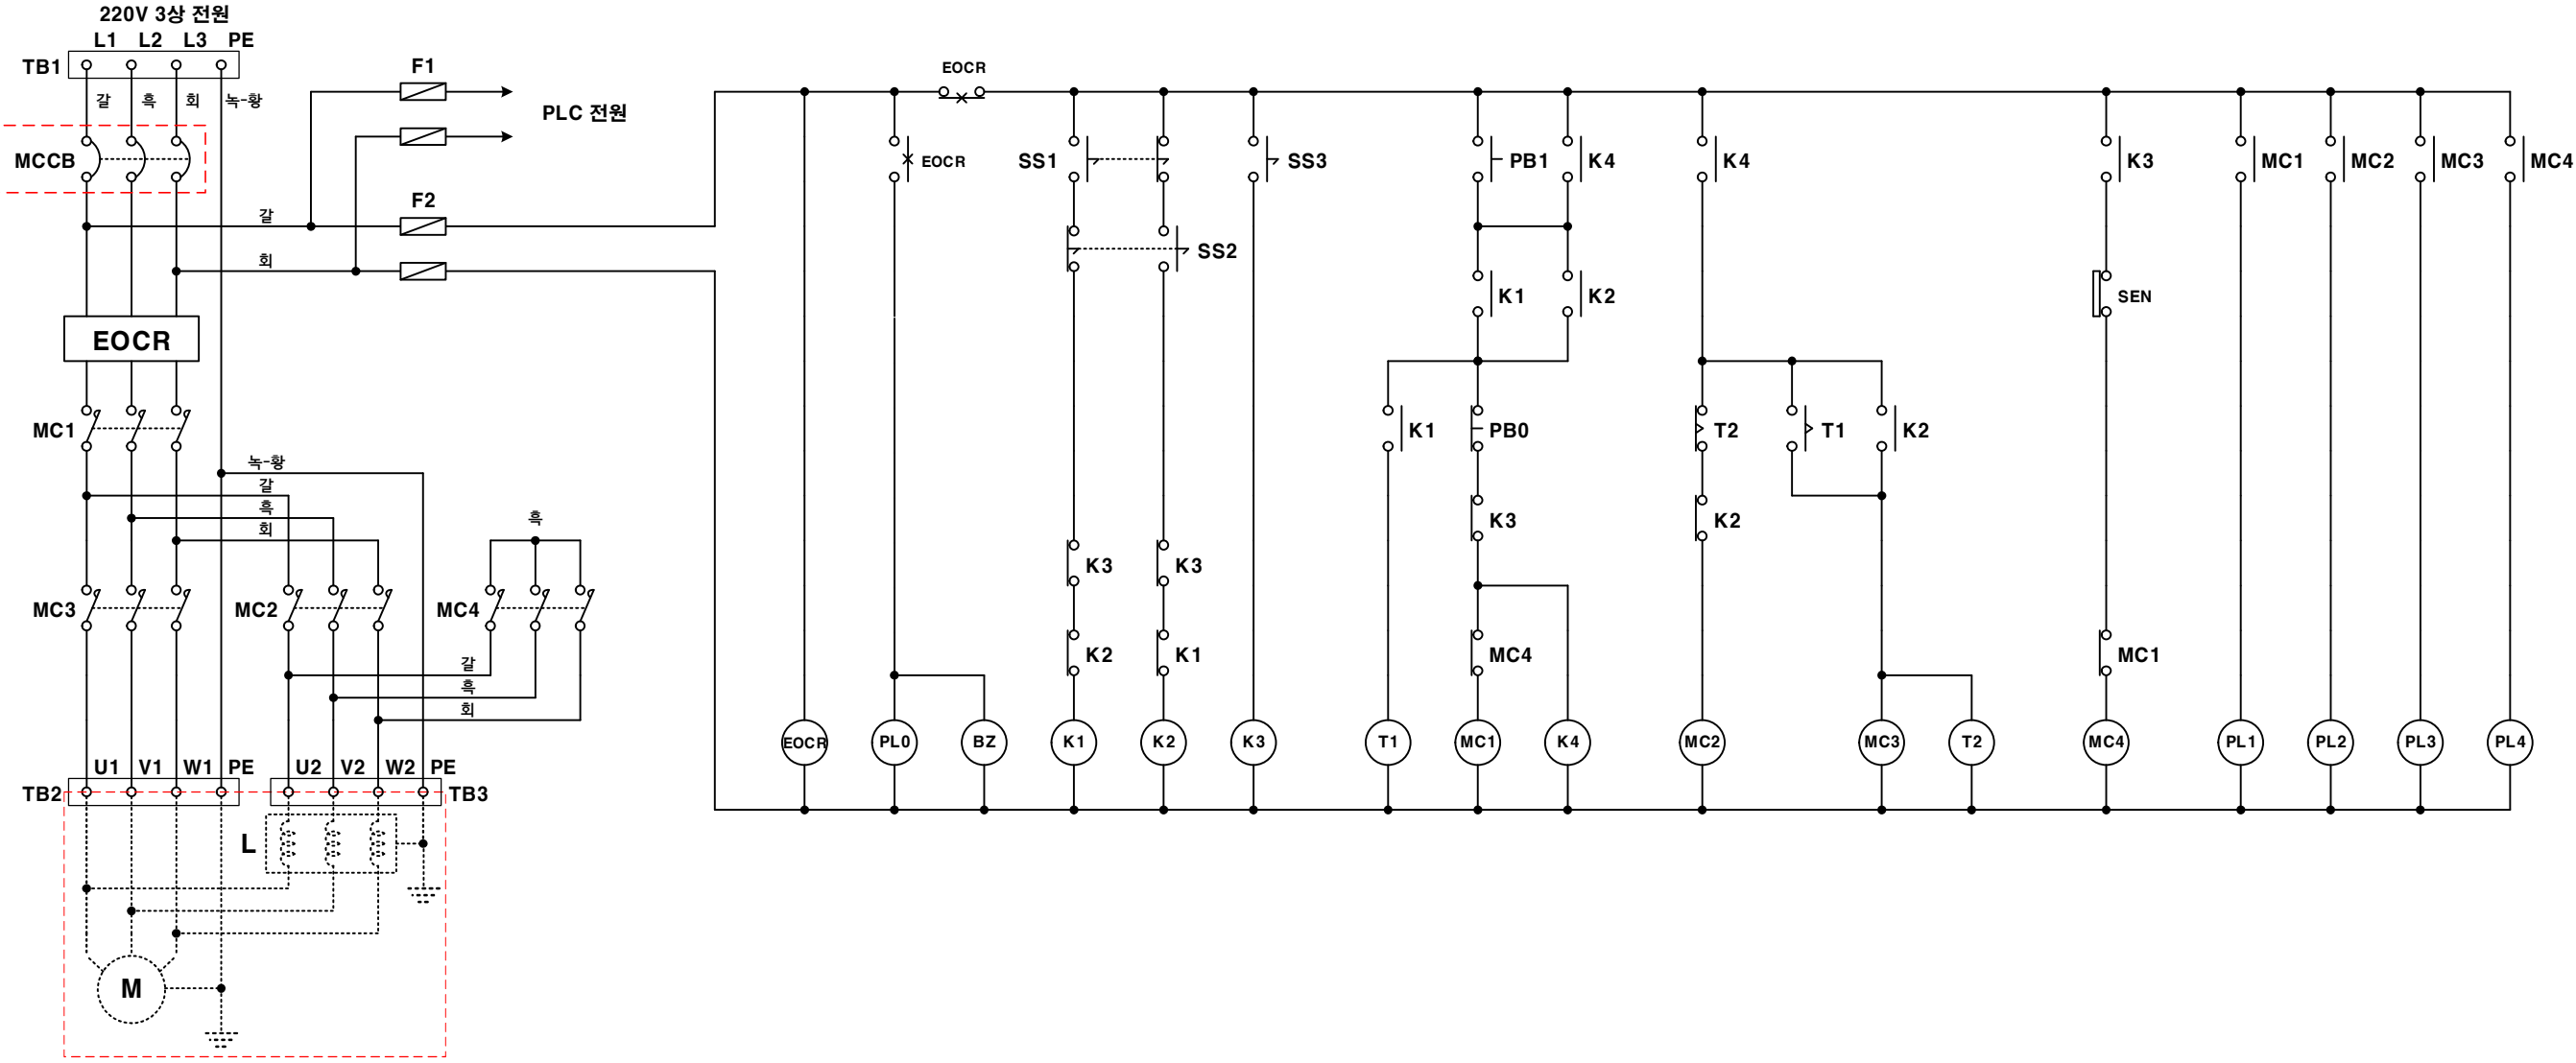 220V 3상 전원
L1 L2 L3 PE
TB1
갈 흑 회 녹-황
MCCB
F1
PLC 전원
F2
갈
회
EOCR
MC1
녹-황
갈
흑
회
흑
MC3
MC2
MC4
갈
흑
회
U1 V1 W1 PE
U2 V2 W2 PE
TB2
TB3
L
M
EOCR
EOCR
SS1
SS3
PB1
K4
K4
K3
MC1
MC2
MC3
MC4
SS2
K1
K2
SEN
K1
PB0
T2
T1
K2
K3
K2
K3
K3
K2
K1
MC4
MC1
EOCR
PL0
BZ
K1
K2
K3
T1
MC1
K4
MC2
MC3
T2
MC4
PL1
PL2
PL3
PL4